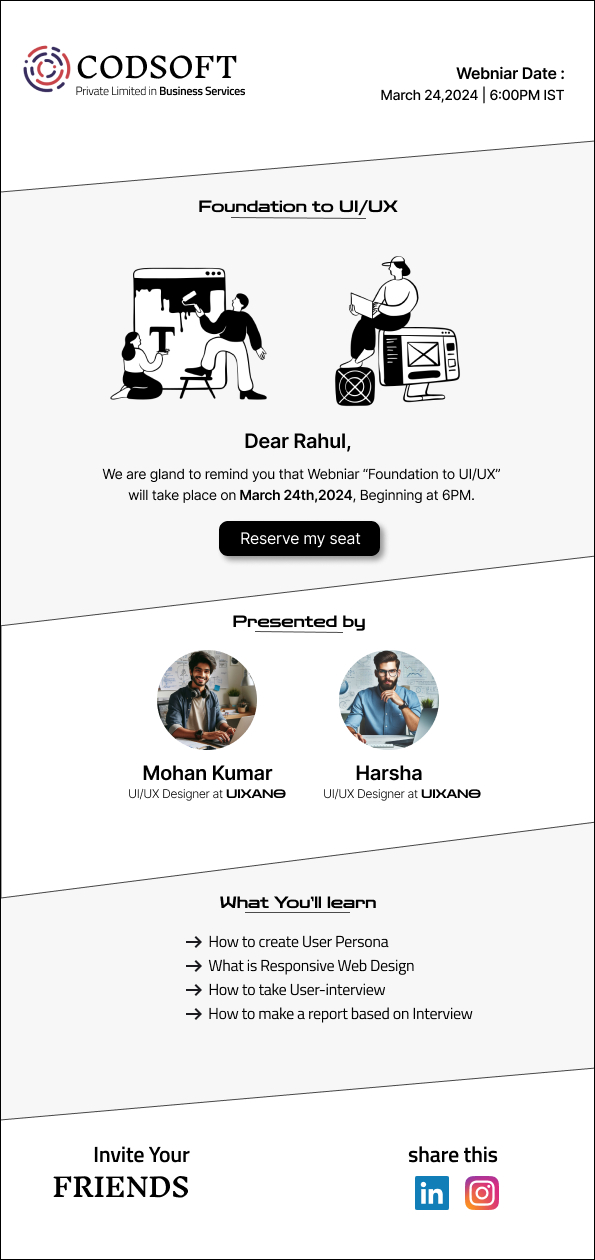 CODSOFT
Private Limited in Business Services
Webniar Date :
March 24,2024 | 6:00PM IST
Foundation to UI/UX
T
Dear Rahul,
We are gland to remind you that Webniar “Foundation to UI/UX”
will take place on March 24th,2024, Beginning at 6PM.
Reserve my seat
Presented by
Mohan Kumar
UI/UX Designer at UIXANO
Harsha
UI/UX Designer at UIXANO
What You'll learn
How to create User Persona
What is Responsive Web Design
How to take User-interview
How to make a report based on Interview
Invite Your
FRIENDS
share this
in